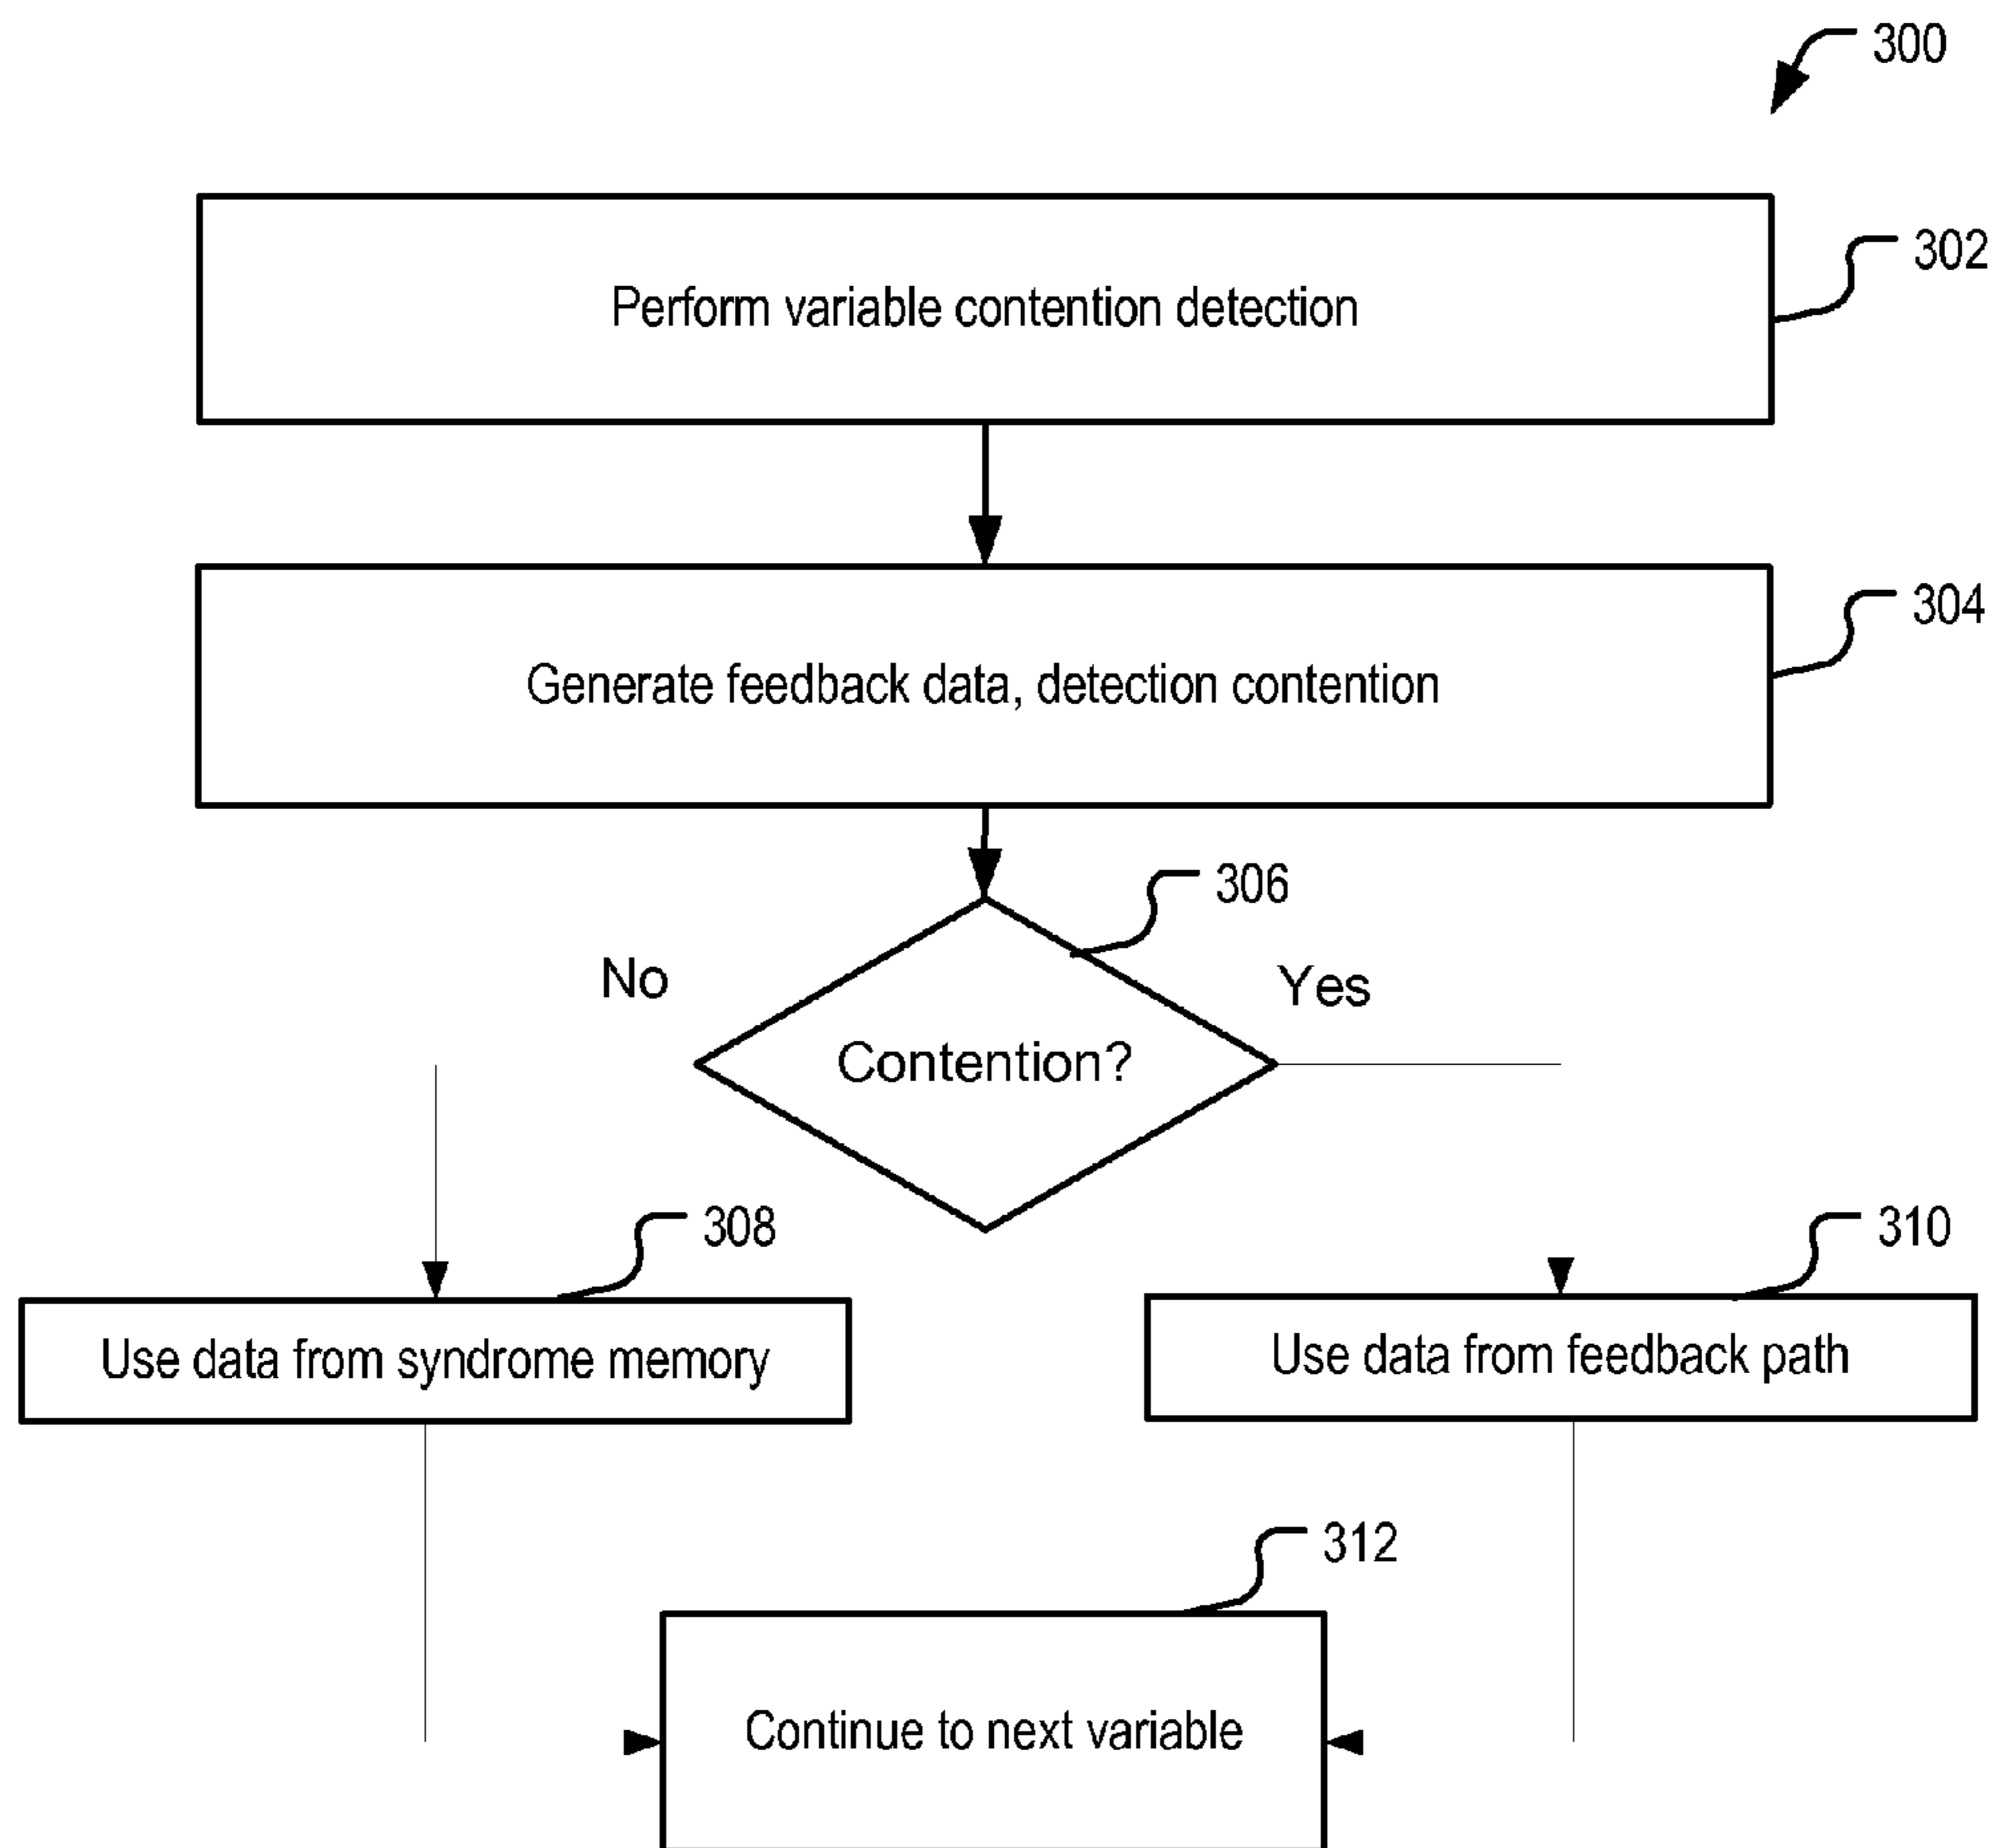 300
Perform variable contention detection
302
Generate feedback data, detection contention
304
306
No
Yes
Contention?
308
310
Use data from syndrome memory
Use data from feedback path
312
Continue to next variable